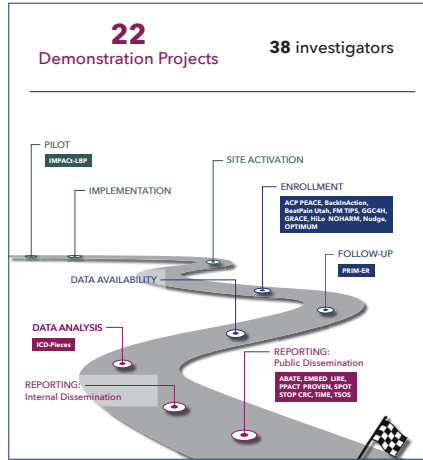 22
Demonstration Projects
38 investigators
PILOT
IMPACt-LBP
IMPLEMENTATION
SITE ACTIVATION
ENROLLMENT
ACP PEACE, BackInAction,
BeatPain Utah, FM TIPS, GGC4H,
GRACE, HiLo NOHARM, Nudge,
OPTIMUM
FOLLOW-UP
PRIM-ER
DATA AVAILABILITY
DATA ANALYSIS
ICD-Pieces
REPORTING:
Internal Dissemination
REPORTING:
Public Dissemination
ABATE, EMBED LIRE,
PPACT PROVEN, SPOT
STOP CRC, TiME, TSOS